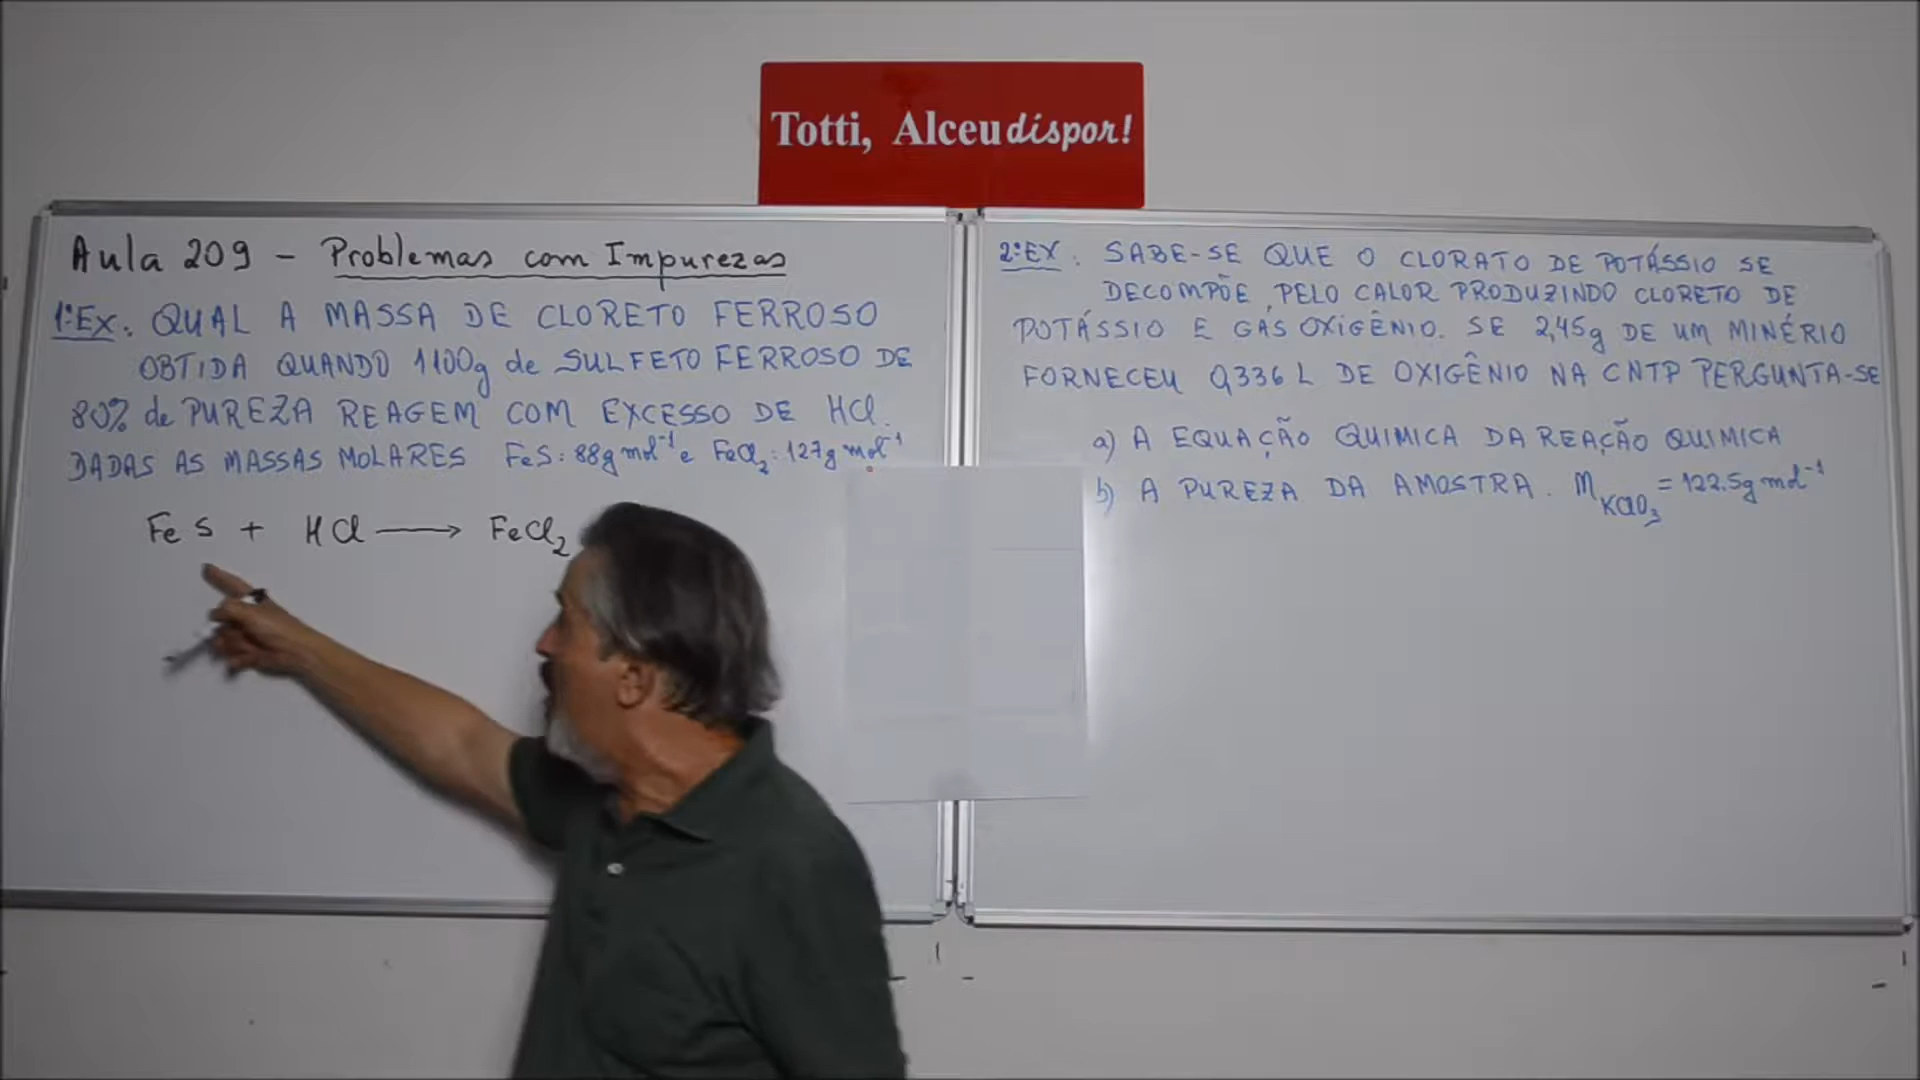 Totti, Alceu dispor!
Aula 209 - Problemas com Impurezas
1ºEx. QUAL A MASSA DE CLORETO FERROSO
OBTIDA QUANDO 1100g de SULFETO FERROSO DE
80% de PUREZA REAGEM COM EXCESSO DE HCl.
DADAS AS MASSAS MOLARES FeS: 88g mol⁻¹ e FeCl₂: 127g mol⁻¹
FeS + HCl ⟶ FeCl₂
2ºEX. SABE-SE QUE O CLORATO DE POTÁSSIO SE
DECOMPÕE PELO CALOR PRODUZINDO CLORETO DE
POTÁSSIO E GÁS OXIGÊNIO. SE 2,45g DE UM MINÉRIO
FORNECEU 0,336 L DE OXIGÊNIO NA CNTP PERGUNTA-SE
a) A EQUAÇÃO QUIMICA DA REAÇÃO QUIMICA
b) A PUREZA DA AMOSTRA. M KClO₃ = 122,5g mol⁻¹